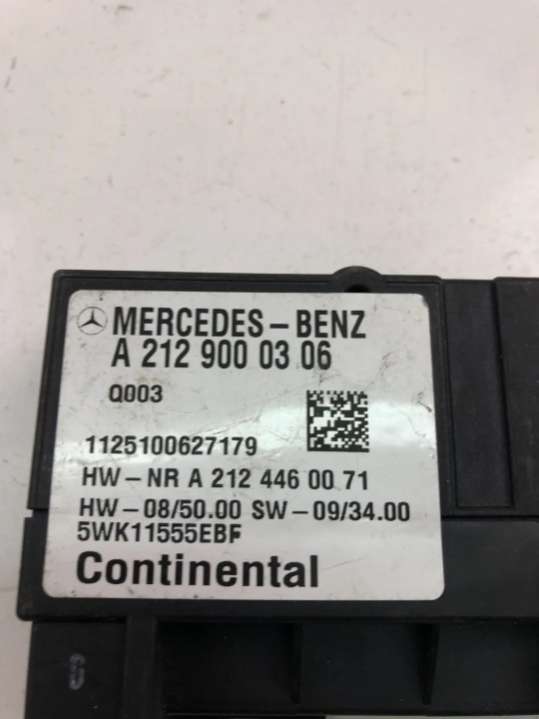 MERCEDES-BENZ
A 212 900 03 06
Q003
1125100627179
HW-NR A 212 446 00 71
HW-08/50.00 SW-09/34.00
5WK11555EBF
Continental